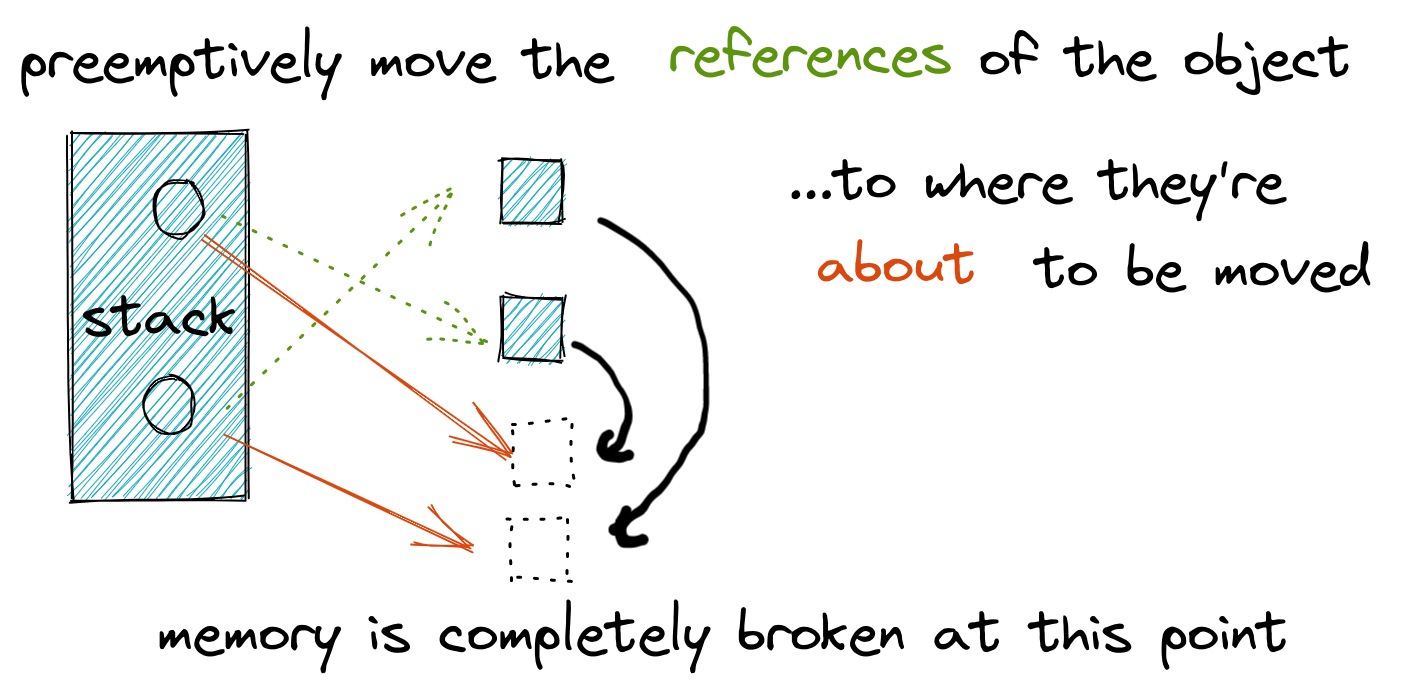 preemptively move the references of the object
...to where they're
about to be moved
stack
memory is completely broken at this point